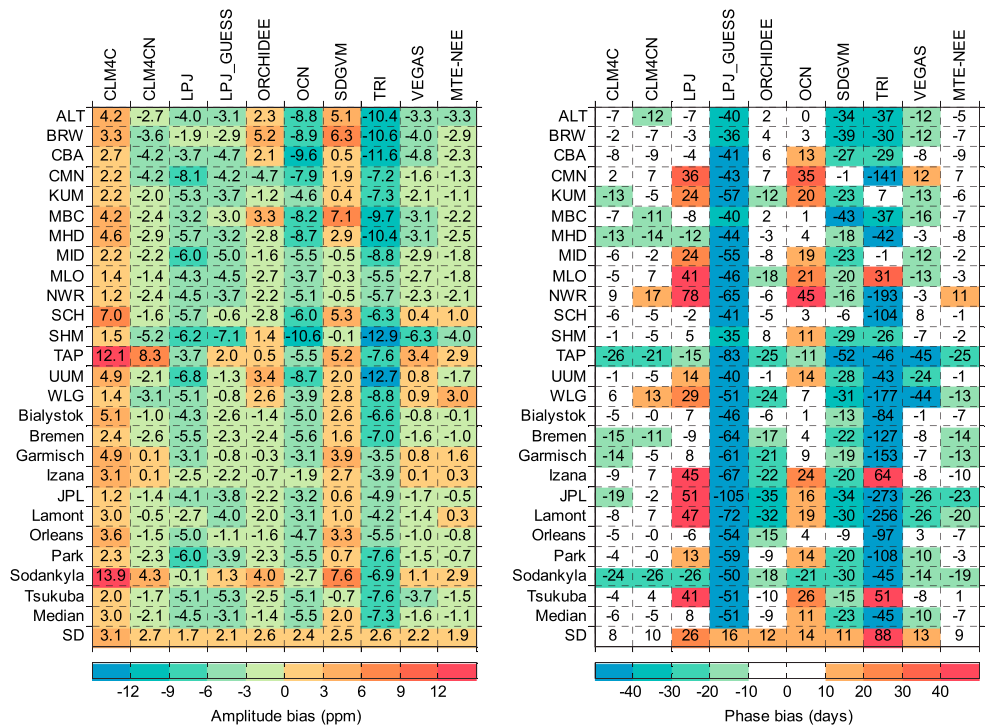 CLM4C CLM4CN LPJ LPJ_GUESS ORCHIDEE OCN SDGVM TRI VEGAS MTE-NEE
ALT 4.2 -2.7 -4.0 -3.1 2.3 -8.8 5.1 -10.4 -3.3 -3.3
BRW 3.3 -3.6 -1.9 -2.9 5.2 -8.9 6.3 -10.6 -4.0 -2.9
CBA 2.7 -4.2 -3.7 -4.7 2.1 -9.6 0.5 -11.6 -4.8 -2.3
CMN 2.2 -4.2 -8.1 -4.2 -4.7 -7.9 1.9 -7.2 -1.6 -1.3
KUM 2.2 -2.0 -5.3 -3.7 -1.2 -4.6 0.4 -7.3 -2.1 -1.1
MBC 4.2 -2.4 -3.2 -3.0 3.3 -8.2 7.1 -9.7 -3.1 -2.2
MHD 4.6 -2.9 -5.7 -3.2 -2.8 -8.7 2.9 -10.4 -3.1 -2.5
MID 2.2 -2.2 -6.0 -5.0 -1.6 -5.5 -0.5 -8.8 -2.9 -1.8
MLO 1.4 -1.4 -4.3 -4.5 -2.7 -3.7 0.3 -5.5 -2.7 -1.8
NWR 1.2 -2.4 -4.5 -3.7 -2.2 -5.1 -0.5 -5.7 -2.3 -2.1
SCH 7.0 -1.6 -5.7 -0.6 -2.8 -6.0 5.3 -6.3 0.4 1.0
SHM 1.5 -5.2 -6.2 -7.1 1.4 -10.6 -0.1 -12.9 -6.3 -4.0
TAP 12.1 8.3 -3.7 2.0 0.5 -5.5 5.2 -7.6 3.4 2.9
UUM 4.9 -2.1 -6.8 -1.3 3.4 -8.7 2.0 -12.7 0.8 -1.7
WLG 1.4 -1.0 -5.1 -0.8 2.6 -3.9 2.8 -8.8 0.9 3.0
Bialystok 5.1 -1.0 -4.3 -2.6 -1.4 -5.0 2.6 -6.6 -0.8 -0.1
Bremen 2.4 -2.6 -5.5 -2.3 -2.4 -5.6 1.6 -7.0 -1.6 -1.0
Garmisch 4.9 0.1 -3.1 -0.8 -0.3 -3.1 3.9 -3.5 0.8 1.6
Izana 3.1 0.1 -2.5 -2.2 -0.7 -1.9 2.7 -3.9 0.1 0.3
JPL 1.2 -1.4 -4.1 -3.8 -2.2 -3.2 0.6 -4.9 -1.7 -0.5
Lamont 3.0 -0.5 -2.7 -4.0 -2.0 -3.1 1.0 -4.2 -1.4 0.3
Orleans 3.6 -1.5 -5.0 -1.1 -1.6 -4.7 3.3 -5.5 -1.0 -0.8
Park 2.3 -2.3 -6.0 -3.9 -2.3 -5.5 0.7 -7.6 -1.5 -0.7
Sodankyla 13.9 4.3 -0.1 1.3 4.0 -2.7 7.6 -6.9 1.1 2.9
Tsukuba 2.0 -1.7 -5.1 -5.3 -2.5 -5.1 -0.7 -7.6 -3.7 -1.5
Median 3.0 -2.1 -4.5 -3.1 -1.4 -5.5 2.0 -7.3 -1.6 -1.1
SD 3.1 2.7 1.7 2.1 2.6 2.4 2.5 2.6 2.2 1.9
-12 -9 -6 -3 0 3 6 9 12
Amplitude bias (ppm)
CLM4C CLM4CN LPJ LPJ_GUESS ORCHIDEE OCN SDGVM TRI VEGAS MTE-NEE
ALT -7 -12 -7 -40 2 0 -34 -37 -12 -5
BRW -2 -7 -3 -36 4 3 -39 -30 -12 -7
CBA -8 -9 -4 -41 6 13 -27 -29 -8 -9
CMN 2 7 36 -43 7 35 -1 -141 12 7
KUM -13 -5 24 -57 -12 20 -23 7 -13 -6
MBC -7 -11 -8 -40 2 1 -43 -37 -16 -7
MHD -13 -14 -12 -44 -3 4 -18 -42 -3 -8
MID -6 -2 24 -55 -8 19 -23 -1 -12 -2
MLO -5 7 41 -46 -18 21 -20 31 -13 -3
NWR 9 17 78 -65 -6 45 -16 -193 -3 11
SCH -6 -5 -2 -41 -5 3 -6 -104 8 -1
SHM -1 -5 5 -35 8 11 -29 -26 -7 -2
TAP -26 -21 -15 -83 -25 -11 -52 -46 -45 -25
UUM -1 -5 14 -40 -1 14 -28 -43 -24 -1
WLG 6 13 29 -51 -24 7 -31 -177 -44 -13
Bialystok -5 -0 7 -46 -6 -1 -13 -84 -1 -7
Bremen -15 -11 -9 -64 -17 4 -22 -127 -8 -14
Garmisch -14 -5 8 -61 -21 9 -19 -153 -8 -13
Izana -9 7 45 -67 -22 24 -20 64 -8 -10
JPL -19 -2 51 -105 -35 16 -34 -273 -26 -23
Lamont -8 7 47 -72 -32 19 -30 -256 -26 -20
Orleans -5 -0 -6 -54 -15 4 -9 -97 3 -7
Park -4 -0 13 -59 -9 14 -20 -108 -10 -3
Sodankyla -24 -26 -26 -50 -18 -21 -30 -45 -14 -19
Tsukuba -4 4 41 -51 -10 26 -15 51 -8 1
Median -6 -5 8 -51 -9 11 -23 -45 -10 -7
SD 8 10 26 16 12 14 11 88 13 9
-40 -30 -20 -10 0 10 20 30 40
Phase bias (days)